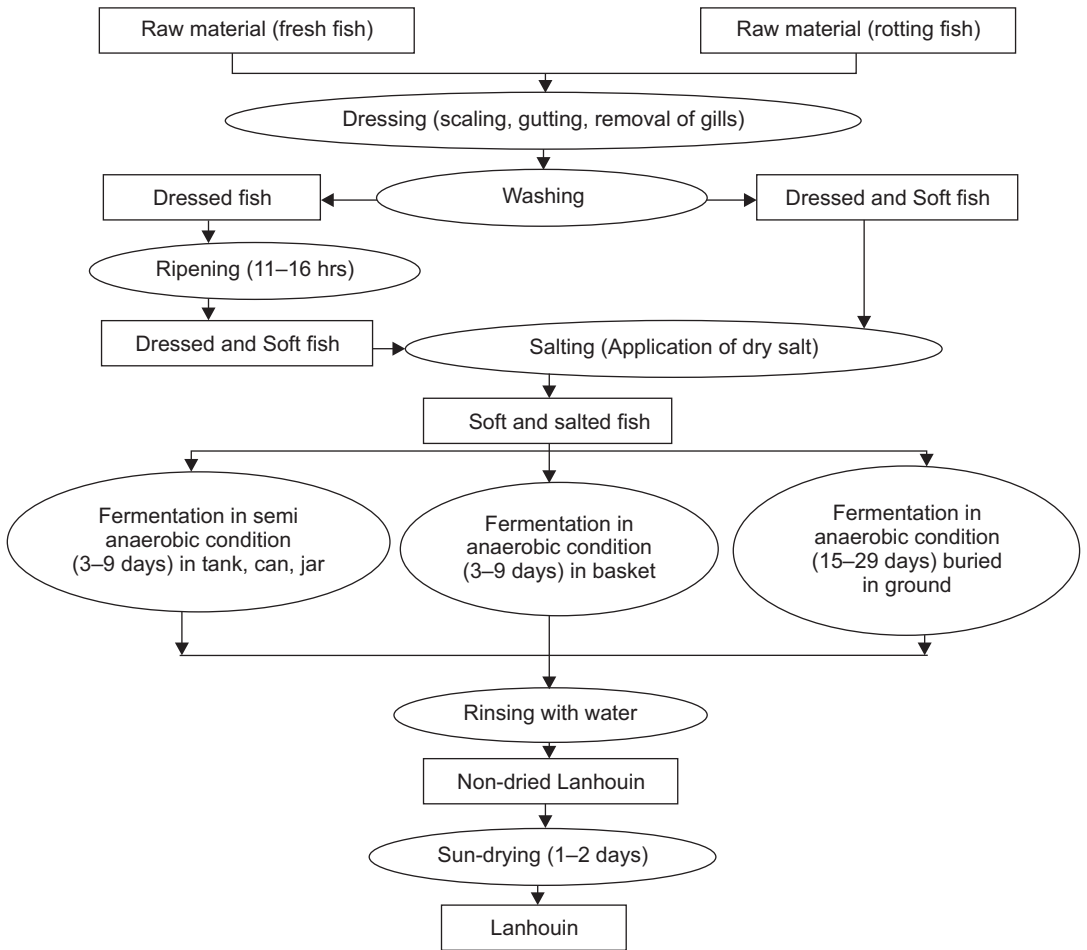 Raw material (fresh fish)
Raw material (rotting fish)
Dressing (scaling, gutting, removal of gills)
Dressed fish
Washing
Dressed and Soft fish
Ripening (11–16 hrs)
Dressed and Soft fish
Salting (Application of dry salt)
Soft and salted fish
Fermentation in semi
anaerobic condition
(3–9 days) in tank, can, jar
Fermentation in
anaerobic condition
(3–9 days) in basket
Fermentation in
anaerobic condition
(15–29 days) buried
in ground
Rinsing with water
Non-dried Lanhouin
Sun-drying (1–2 days)
Lanhouin